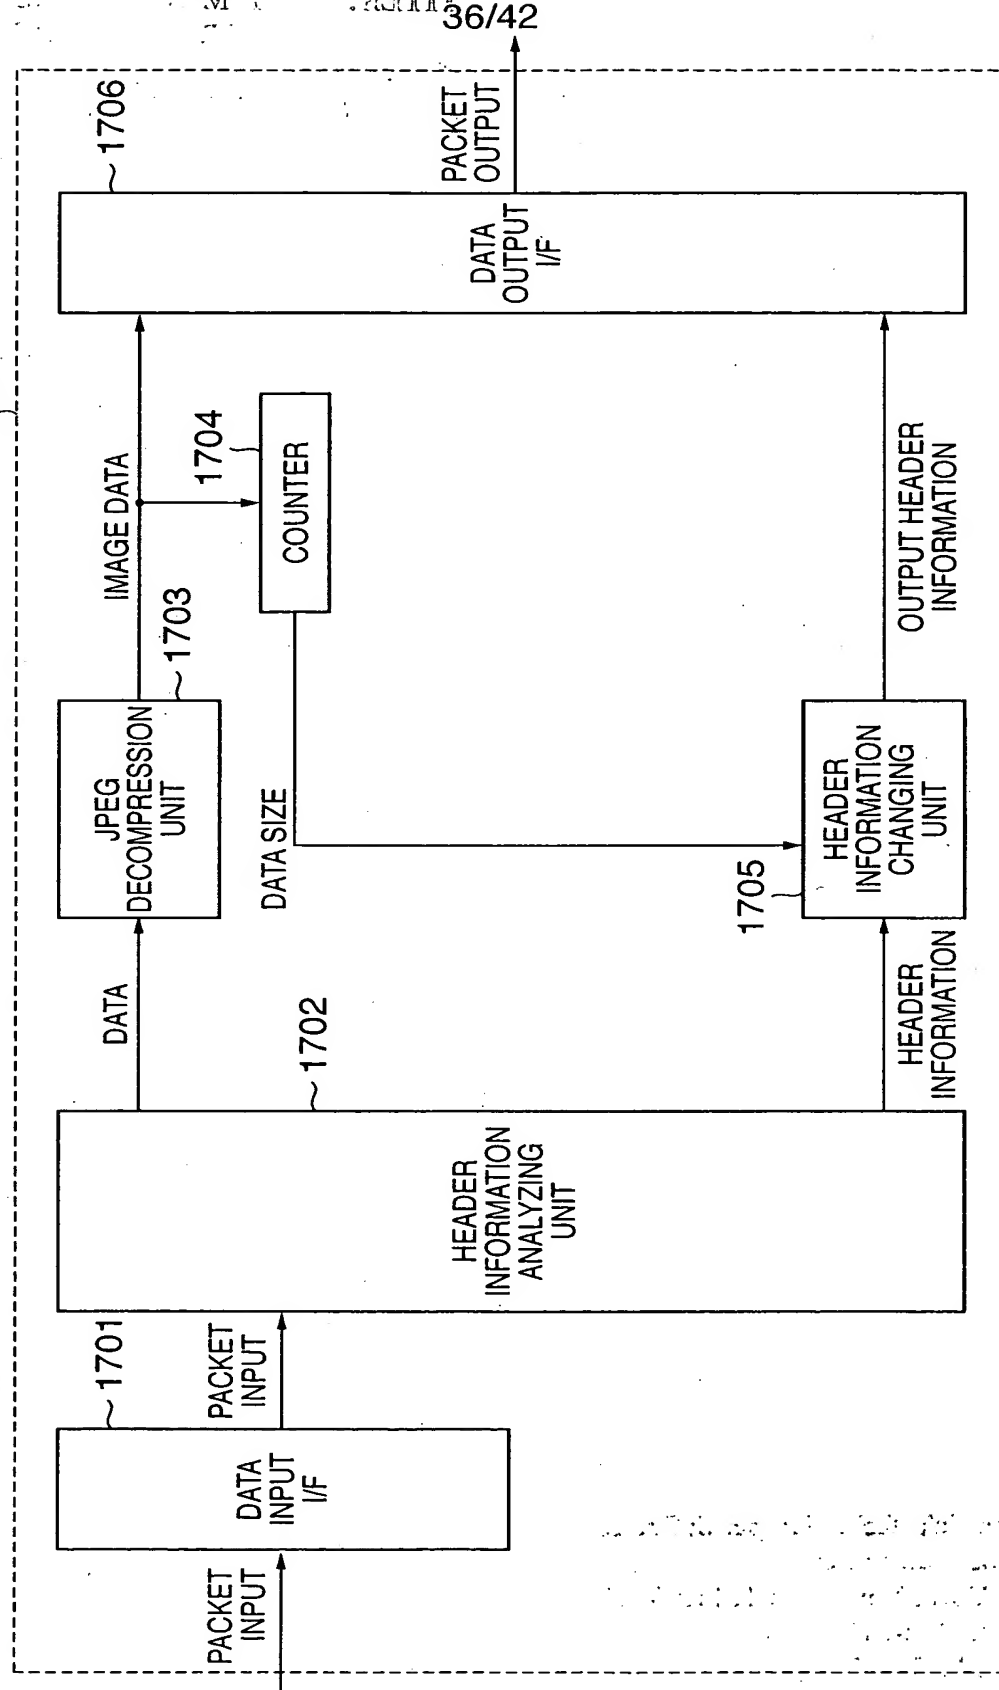 36/42
PACKET
INPUT
1701
DATA
INPUT
I/F
PACKET
INPUT
1702
HEADER
INFORMATION
ANALYZING
UNIT
DATA
HEADER
INFORMATION
1703
JPEG
DECOMPRESSION
UNIT
IMAGE DATA
1704
COUNTER
DATA SIZE
1705
HEADER
INFORMATION
CHANGING
UNIT
OUTPUT HEADER
INFORMATION
1706
DATA
OUTPUT
I/F
PACKET
OUTPUT